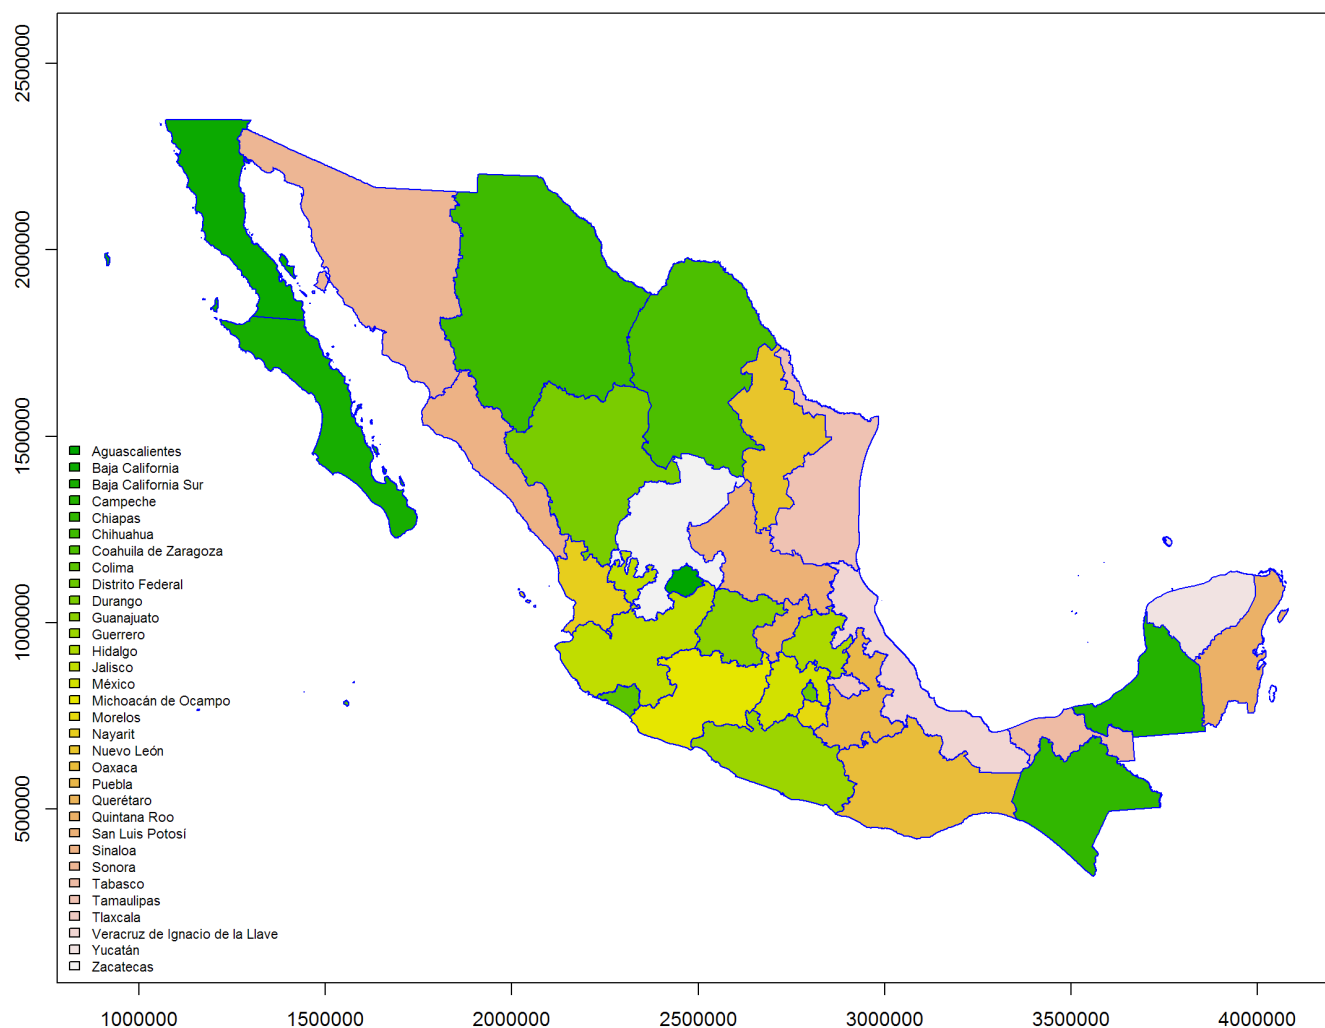 2500000
2000000
1500000
1000000
500000
Aguascalientes
Baja California
Baja California Sur
Campeche
Chiapas
Chihuahua
Coahuila de Zaragoza
Colima
Distrito Federal
Durango
Guanajuato
Guerrero
Hidalgo
Jalisco
México
Michoacán de Ocampo
Morelos
Nayarit
Nuevo León
Oaxaca
Puebla
Querétaro
Quintana Roo
San Luis Potosí
Sinaloa
Sonora
Tabasco
Tamaulipas
Tlaxcala
Veracruz de Ignacio de la Llave
Yucatán
Zacatecas
1000000 1500000 2000000 2500000 3000000 3500000 4000000